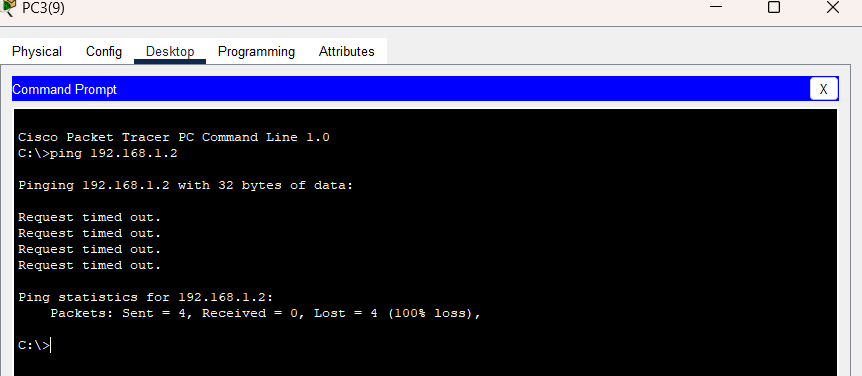 PC3(9)
Physical Config Desktop Programming Attributes
Command Prompt X
Cisco Packet Tracer PC Command Line 1.0
C:\>ping 192.168.1.2
Pinging 192.168.1.2 with 32 bytes of data:
Request timed out.
Request timed out.
Request timed out.
Request timed out.
Ping statistics for 192.168.1.2:
    Packets: Sent = 4, Received = 0, Lost = 4 (100% loss),
C:\>